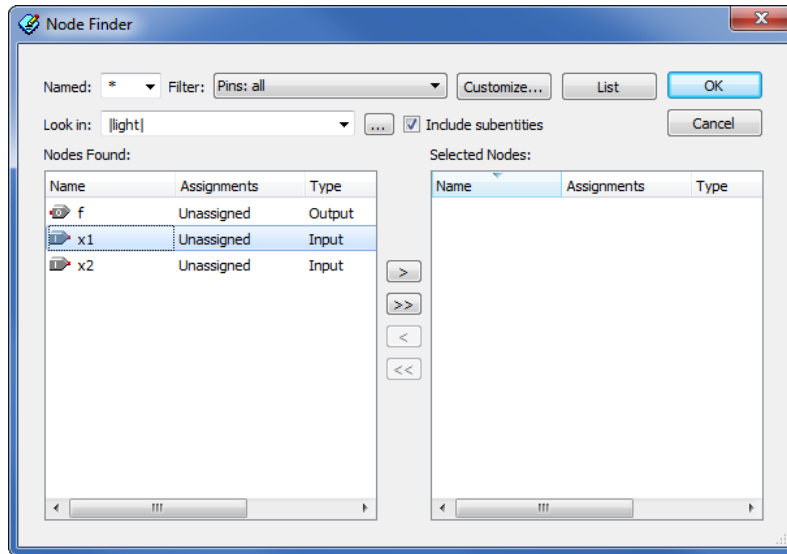 Node Finder
Named: * Filter: Pins: all Customize... List OK
Look in: |light| ... Include subentities Cancel
Nodes Found: Selected Nodes:
Name Assignments Type Name Assignments Type
f Unassigned Output
x1 Unassigned Input
x2 Unassigned Input
>
>>
<
<<